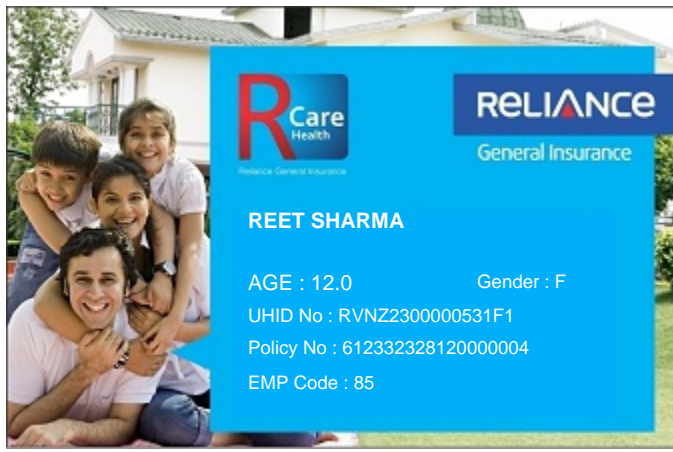 R Care
Health
Reliance General Insurance
RELIANCE
General Insurance
REET SHARMA
AGE : 12.0 Gender : F
UHID No : RVNZ2300000531F1
Policy No : 612332328120000004
EMP Code : 85